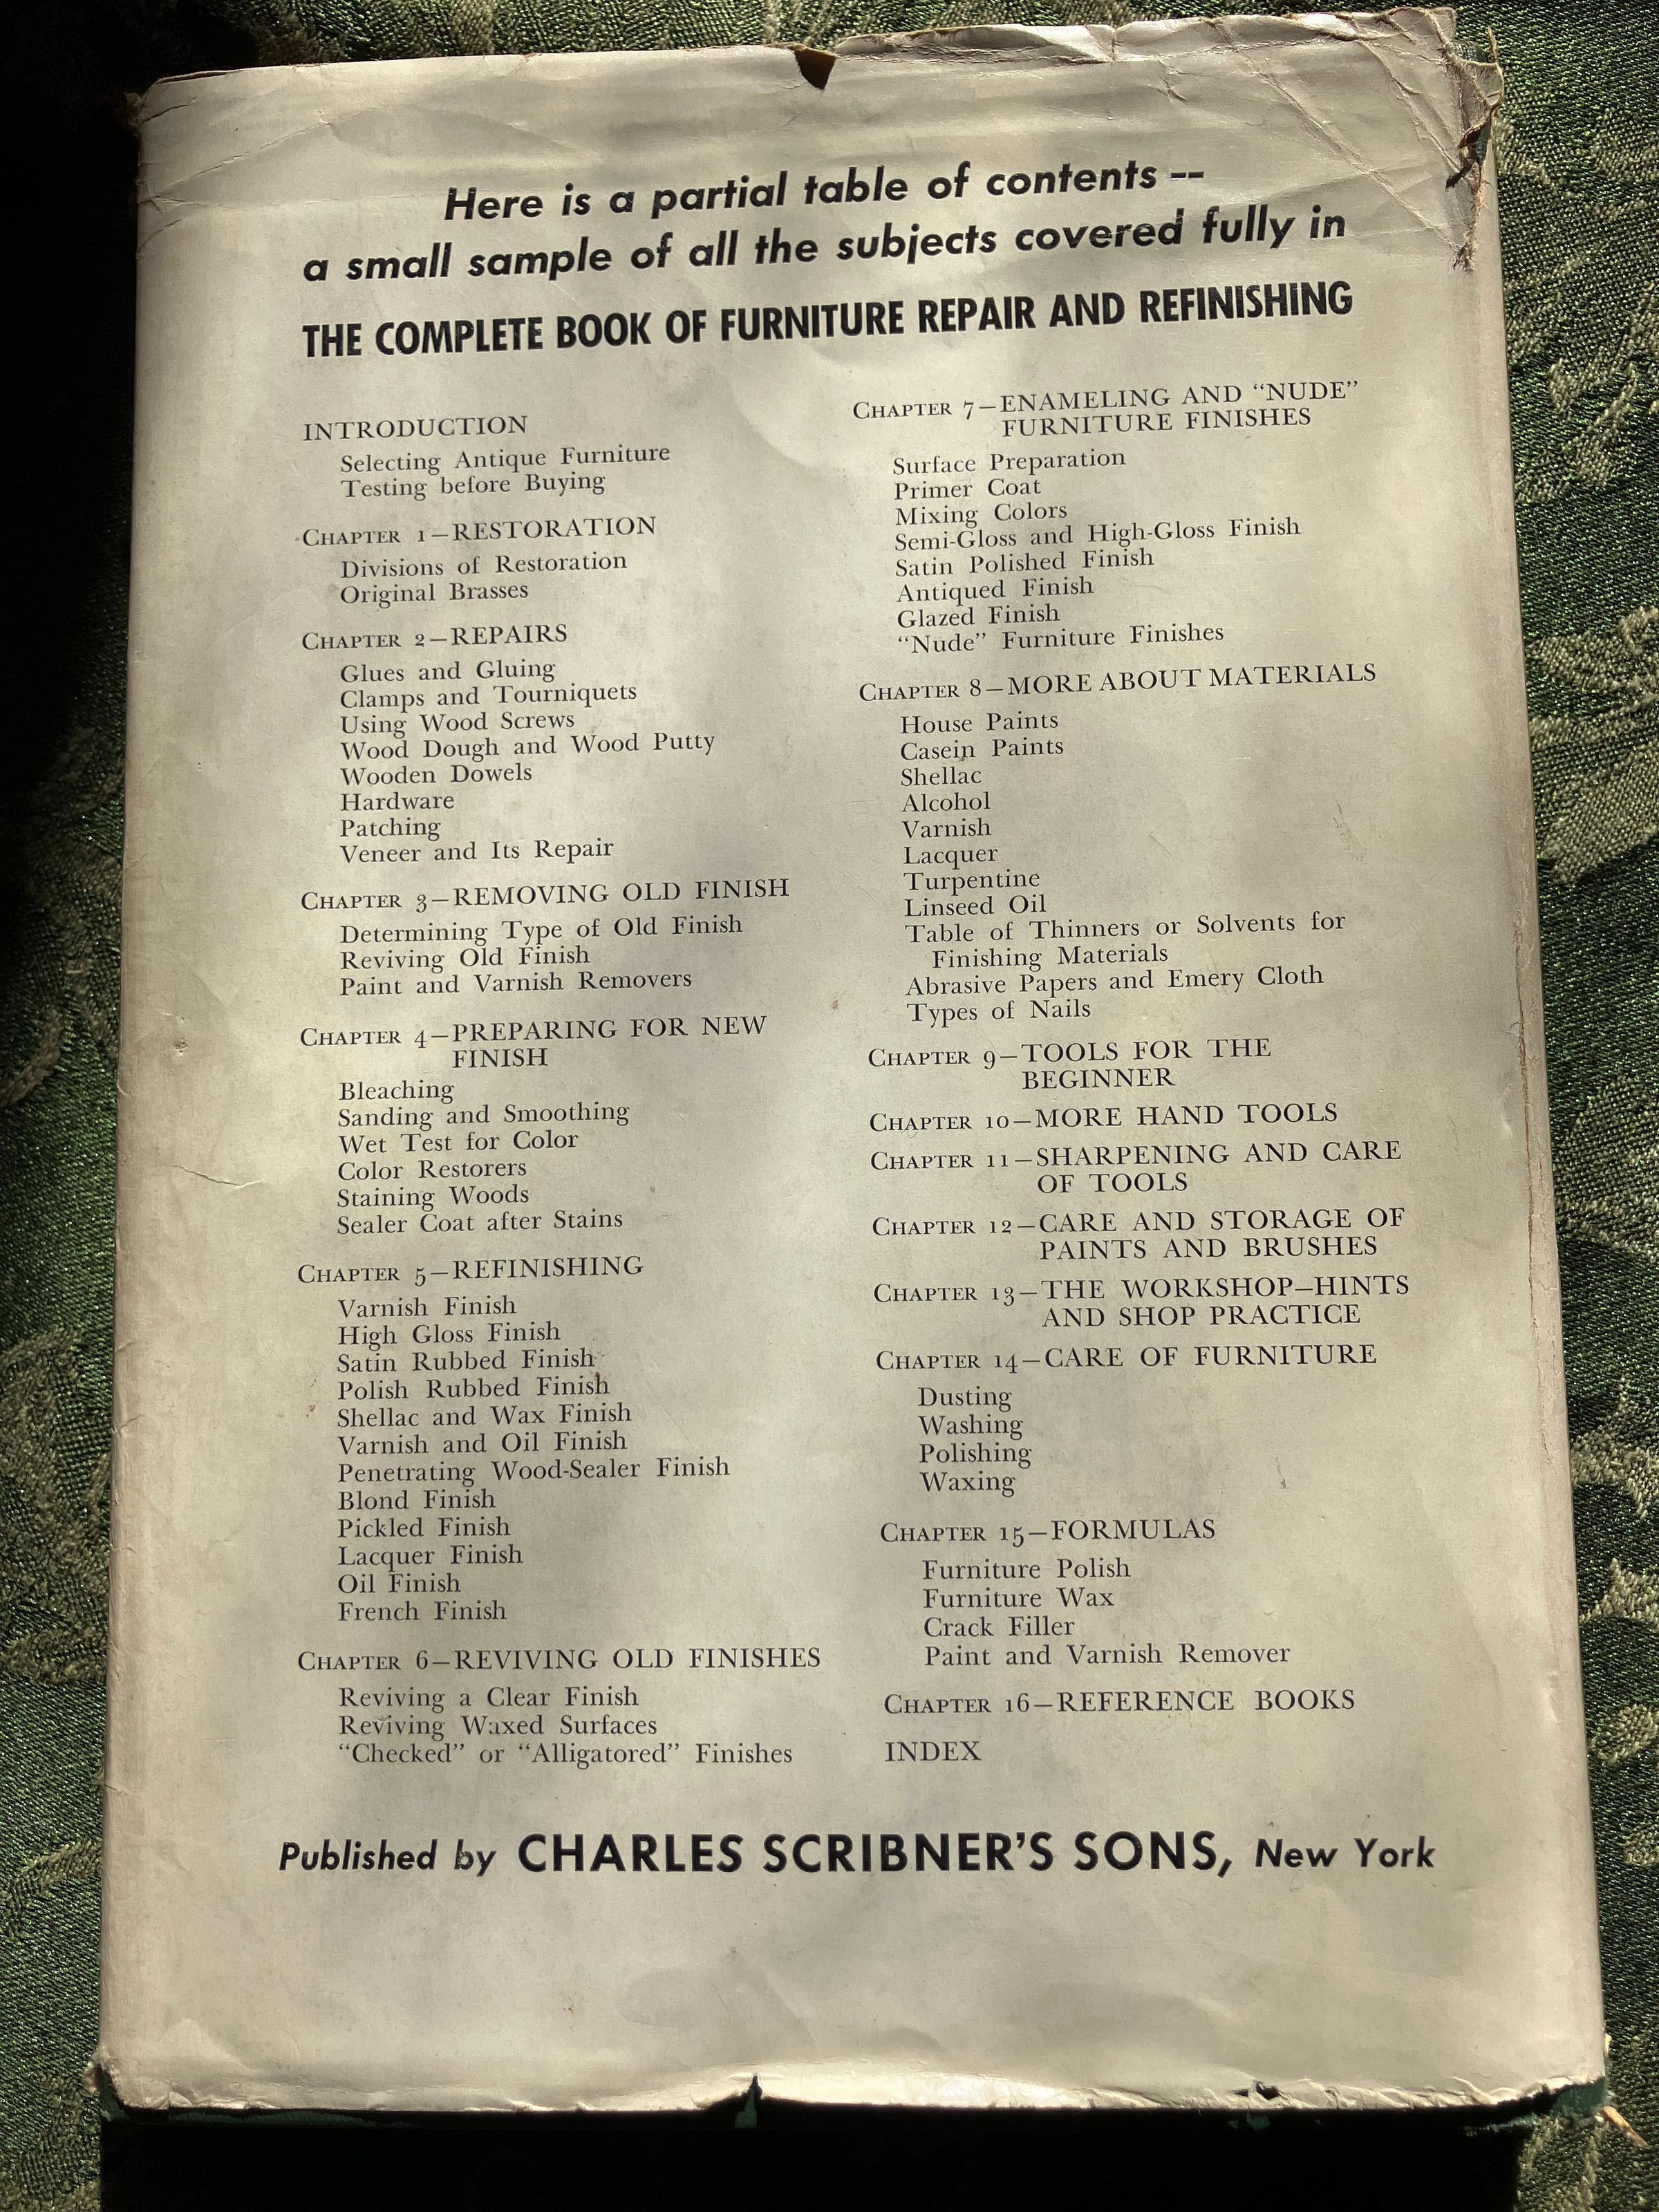 Here is a partial table of contents --
a small sample of all the subjects covered fully in
THE COMPLETE BOOK OF FURNITURE REPAIR AND REFINISHING
INTRODUCTION
Selecting Antique Furniture
Testing before Buying
CHAPTER 1—RESTORATION
Divisions of Restoration
Original Brasses
CHAPTER 2—REPAIRS
Glues and Gluing
Clamps and Tourniquets
Using Wood Screws
Wood Dough and Wood Putty
Wooden Dowels
Hardware
Patching
Veneer and Its Repair
CHAPTER 3—REMOVING OLD FINISH
Determining Type of Old Finish
Reviving Old Finish
Paint and Varnish Removers
CHAPTER 4—PREPARING FOR NEW
FINISH
Bleaching
Sanding and Smoothing
Wet Test for Color
Color Restorers
Staining Woods
Sealer Coat after Stains
CHAPTER 5—REFINISHING
Varnish Finish
High Gloss Finish
Satin Rubbed Finish
Polish Rubbed Finish
Shellac and Wax Finish
Varnish and Oil Finish
Penetrating Wood-Sealer Finish
Blond Finish
Pickled Finish
Lacquer Finish
Oil Finish
French Finish
CHAPTER 6—REVIVING OLD FINISHES
Reviving a Clear Finish
Reviving Waxed Surfaces
"Checked" or "Alligatored" Finishes
CHAPTER 7—ENAMELING AND "NUDE"
FURNITURE FINISHES
Surface Preparation
Primer Coat
Mixing Colors
Semi-Gloss and High-Gloss Finish
Satin Polished Finish
Antiqued Finish
Glazed Finish
"Nude" Furniture Finishes
CHAPTER 8—MORE ABOUT MATERIALS
House Paints
Casein Paints
Shellac
Alcohol
Varnish
Lacquer
Turpentine
Linseed Oil
Table of Thinners or Solvents for
Finishing Materials
Abrasive Papers and Emery Cloth
Types of Nails
CHAPTER 9—TOOLS FOR THE
BEGINNER
CHAPTER 10—MORE HAND TOOLS
CHAPTER 11—SHARPENING AND CARE
OF TOOLS
CHAPTER 12—CARE AND STORAGE OF
PAINTS AND BRUSHES
CHAPTER 13—THE WORKSHOP—HINTS
AND SHOP PRACTICE
CHAPTER 14—CARE OF FURNITURE
Dusting
Washing
Polishing
Waxing
CHAPTER 15—FORMULAS
Furniture Polish
Furniture Wax
Crack Filler
Paint and Varnish Remover
CHAPTER 16—REFERENCE BOOKS
INDEX
Published by CHARLES SCRIBNER'S SONS, New York